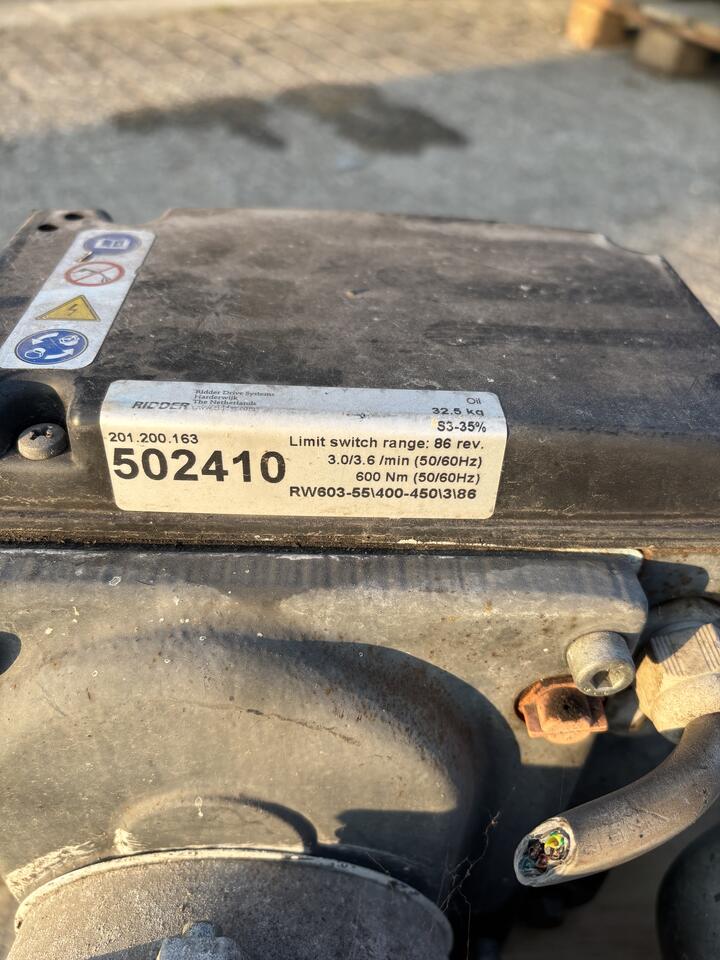 RIDDER
Ridder Drive Systems
Harderwijk
The Netherlands
Oil
32.5 kg
S3-35%
201.200.163
Limit switch range: 86 rev.
502410
3.0/3.6 /min (50/60Hz)
600 Nm (50/60Hz)
RW603-55\400-450\3\86